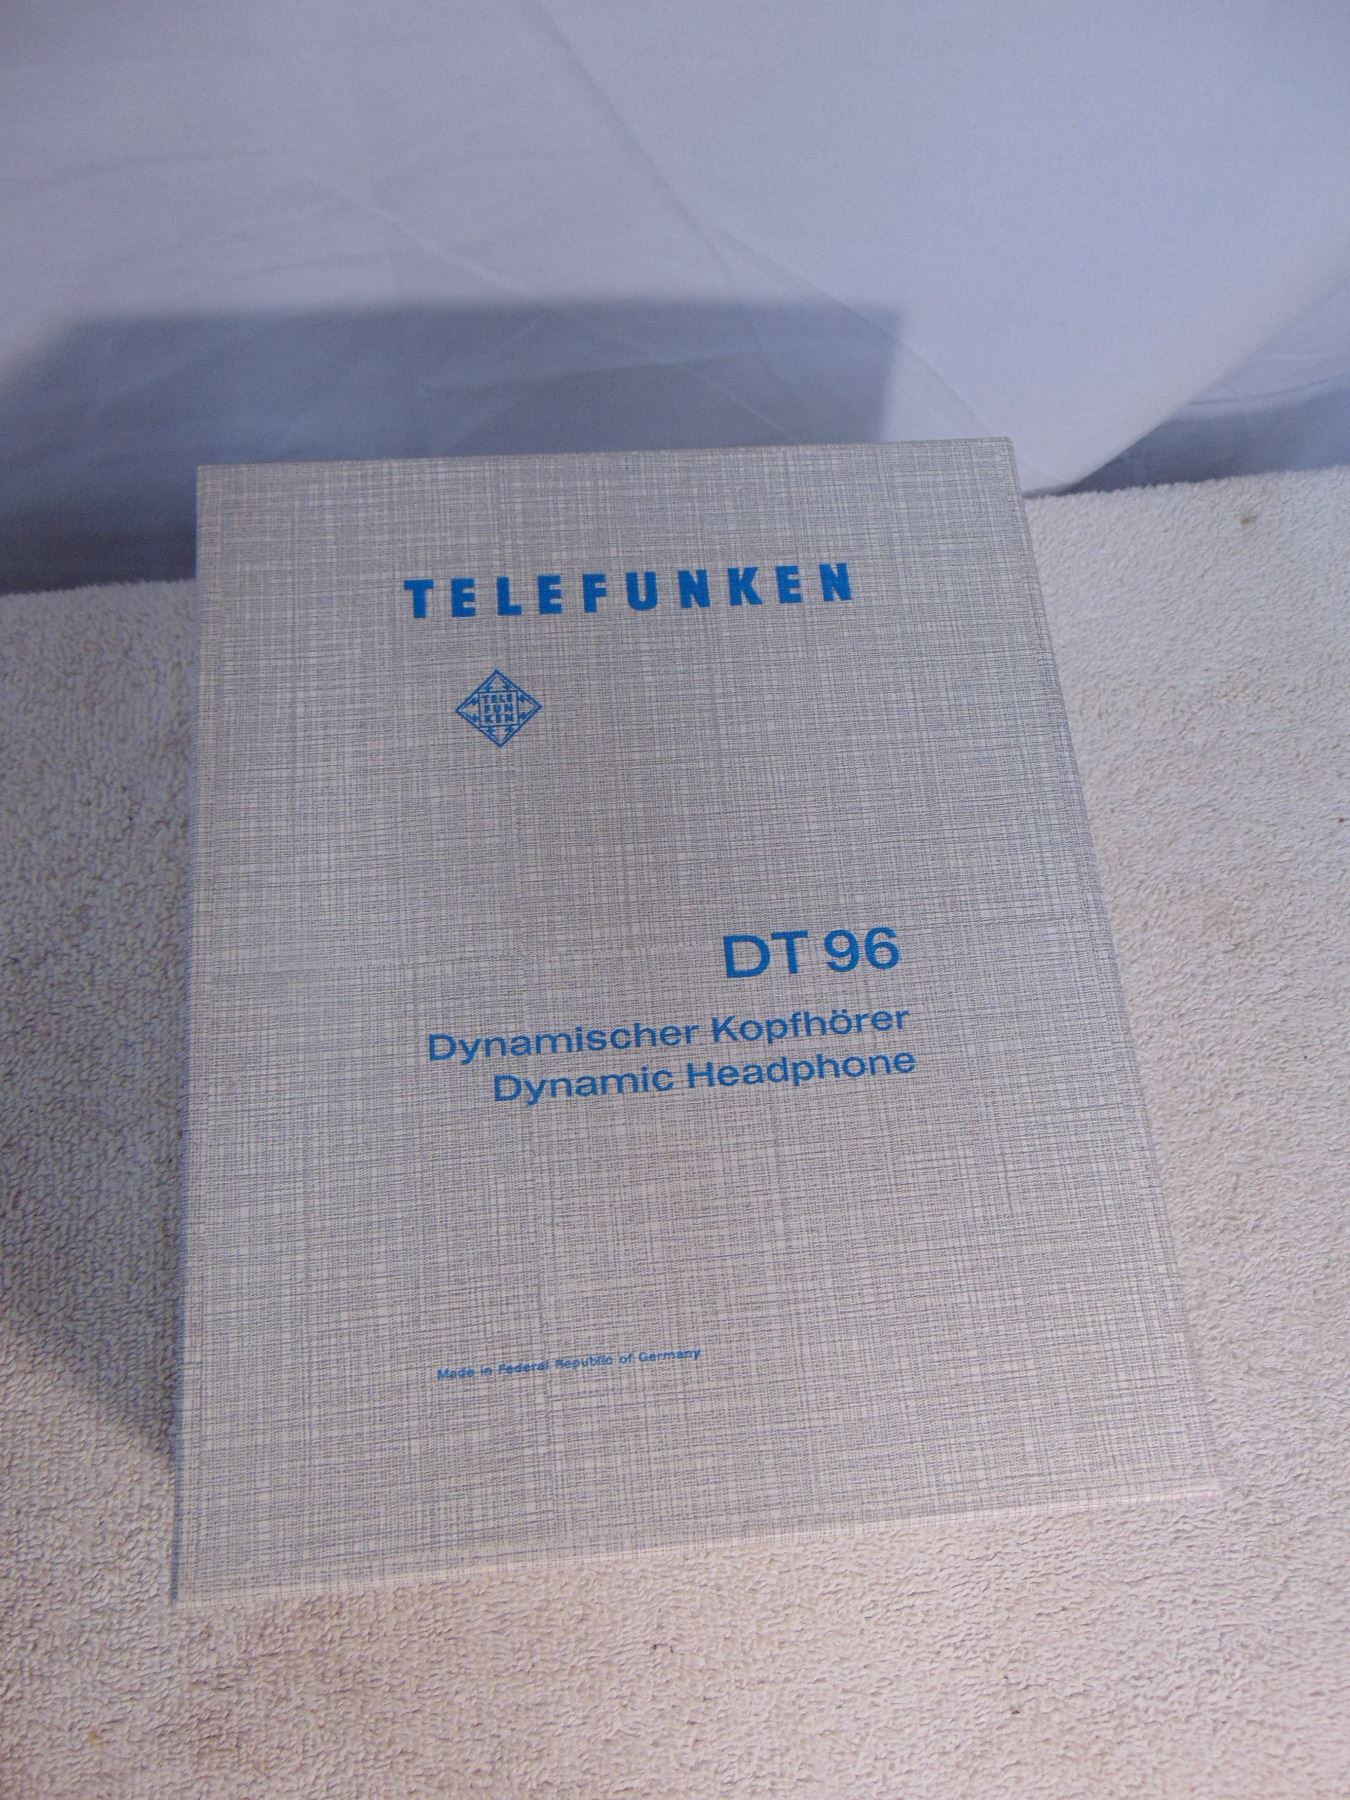 TELEFUNKEN
TELE
FUN
KEN
DT 96
Dynamischer Kopfhörer
Dynamic Headphone
Made in Federal Republic of Germany